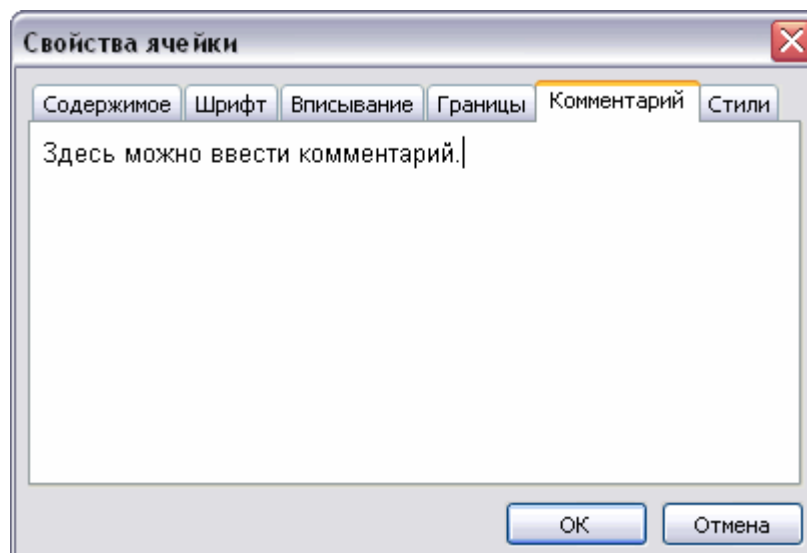 Свойства ячейки
Содержимое Шрифт Вписывание Границы Комментарий Стили
Здесь можно ввести комментарий.
ОК Отмена